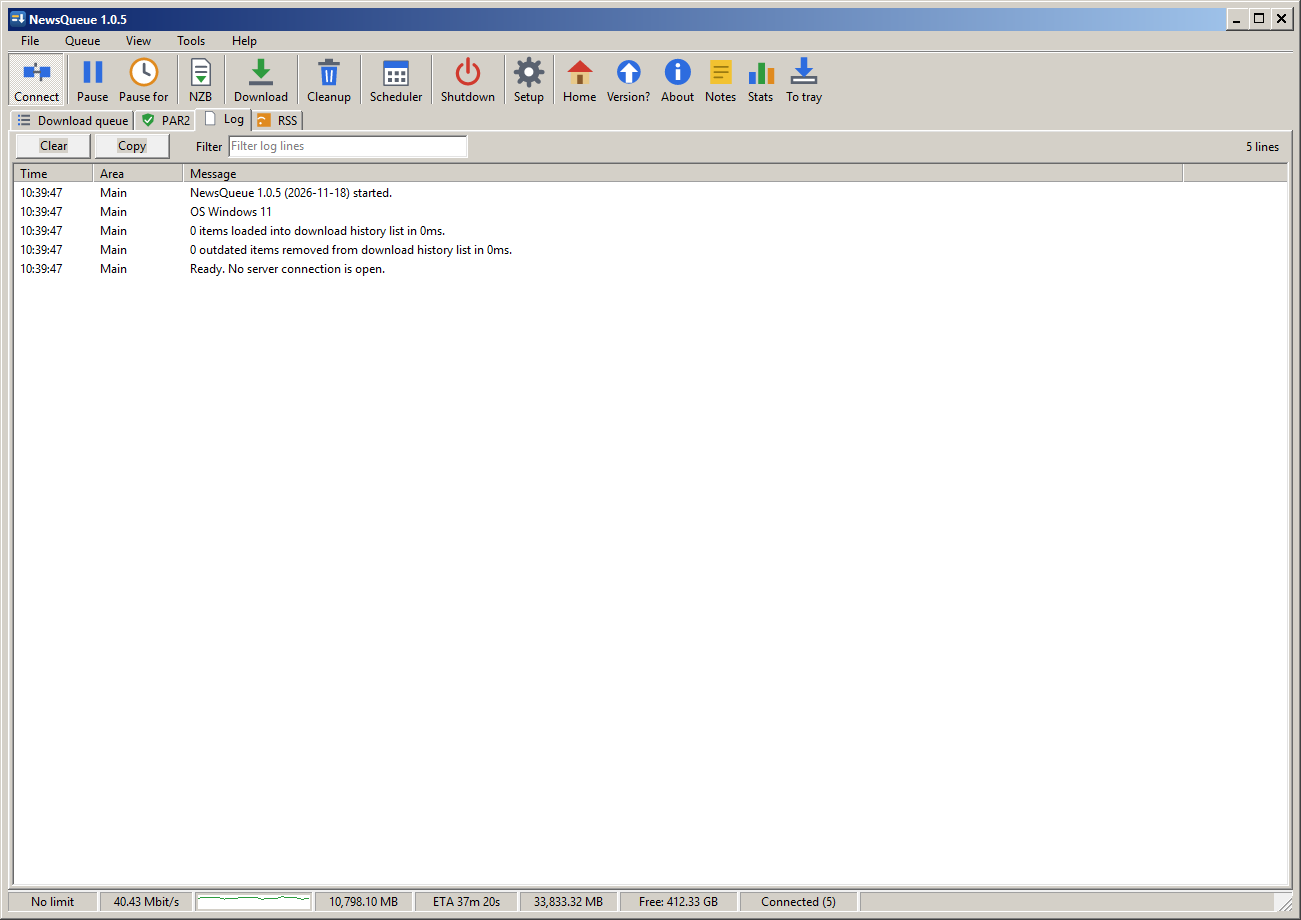 NewsQueue 1.0.5
File Queue View Tools Help
Connect Pause Pause for NZB Download Cleanup Scheduler Shutdown Setup Home Version? About Notes Stats To tray
Download queue PAR2 Log RSS
Clear Copy Filter Filter log lines 5 lines
Time Area Message
10:39:47 Main NewsQueue 1.0.5 (2026-11-18) started.
10:39:47 Main OS Windows 11
10:39:47 Main 0 items loaded into download history list in 0ms.
10:39:47 Main 0 outdated items removed from download history list in 0ms.
10:39:47 Main Ready. No server connection is open.
No limit 40.43 Mbit/s 10,798.10 MB ETA 37m 20s 33,833.32 MB Free: 412.33 GB Connected (5)